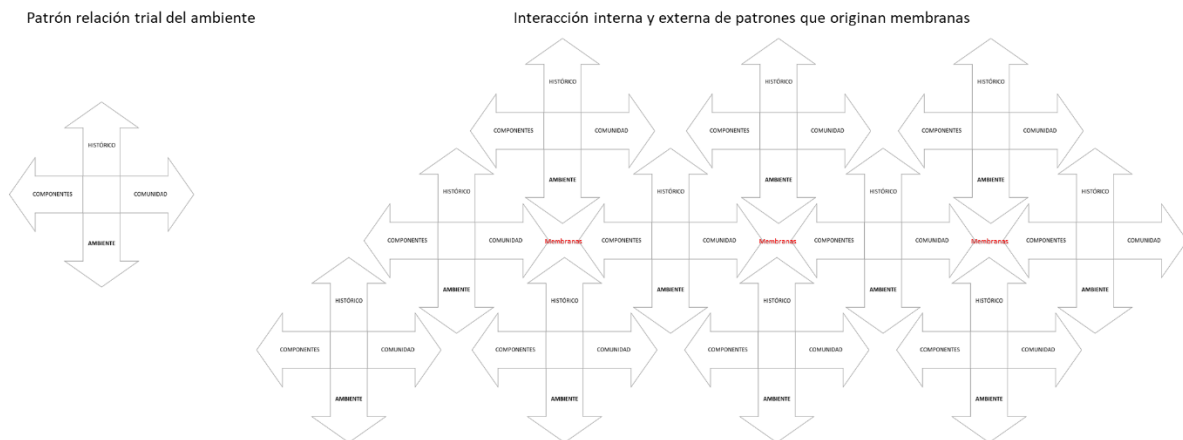 Patrón relación trial del ambiente
Interacción interna y externa de patrones que originan membranas
HISTÓRICO
COMPONENTES
COMUNIDAD
AMBIENTE
HISTÓRICO
HISTÓRICO
HISTÓRICO
COMPONENTES
COMUNIDAD
COMPONENTES
COMUNIDAD
COMPONENTES
COMUNIDAD
AMBIENTE
AMBIENTE
AMBIENTE
HISTÓRICO
HISTÓRICO
HISTÓRICO
HISTÓRICO
COMPONENTES
COMUNIDAD
Membranas
COMPONENTES
COMUNIDAD
Membranas
COMPONENTES
COMUNIDAD
Membranas
COMPONENTES
COMUNIDAD
AMBIENTE
AMBIENTE
AMBIENTE
AMBIENTE
HISTÓRICO
HISTÓRICO
HISTÓRICO
HISTÓRICO
COMPONENTES
COMUNIDAD
COMPONENTES
COMUNIDAD
COMPONENTES
COMUNIDAD
COMPONENTES
COMUNIDAD
AMBIENTE
AMBIENTE
AMBIENTE
AMBIENTE